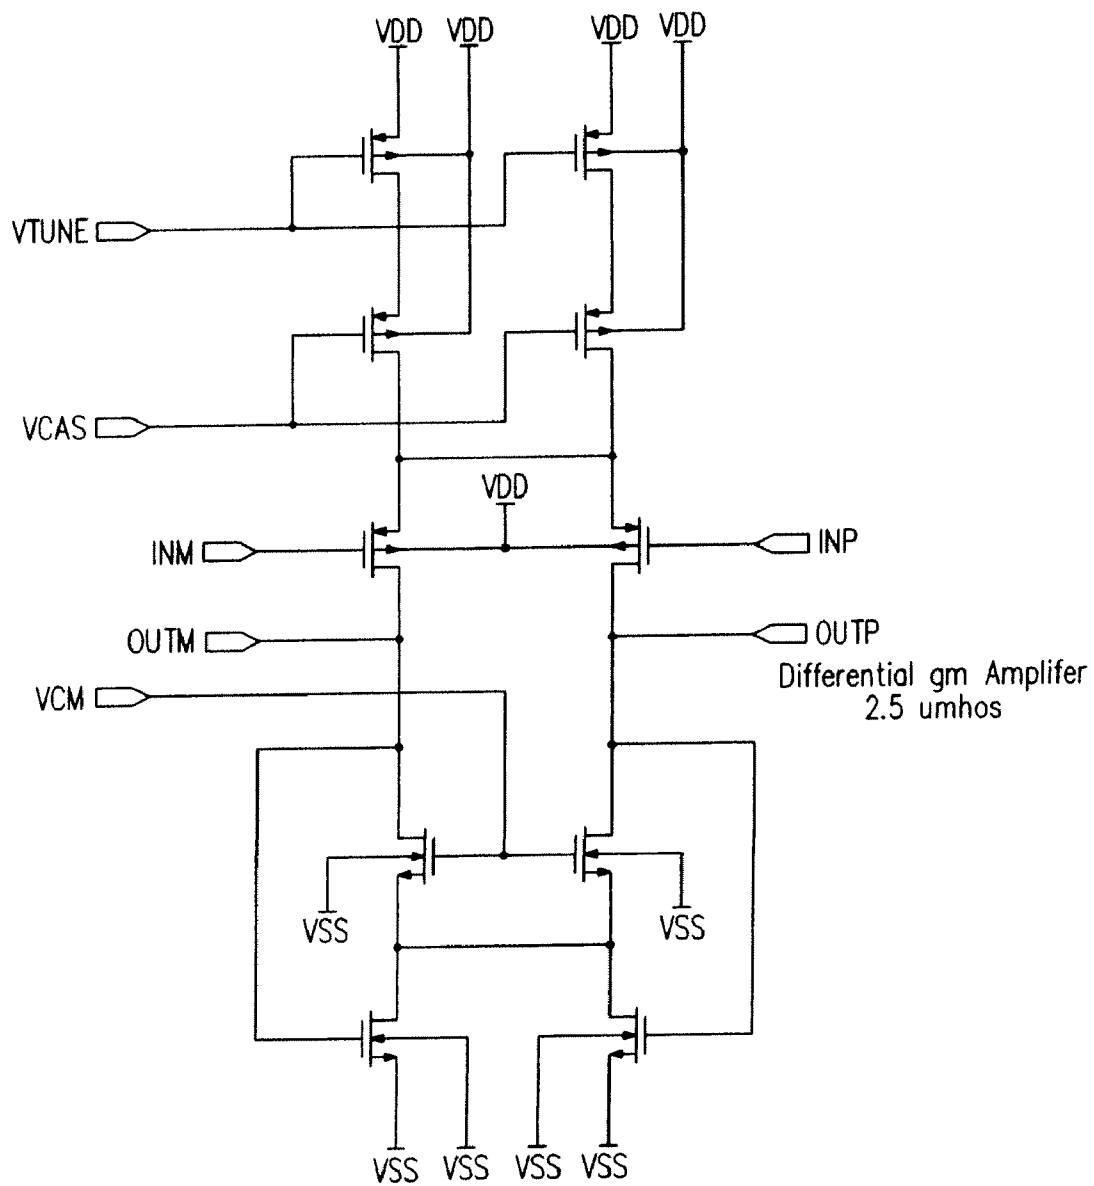 VDD VDD VDD VDD
VTUNE
VCAS
VDD
INM INP
OUTM OUTP
Differential gm Amplifer
2.5 umhos
VCM
VSS VSS
VSS VSS VSS VSS